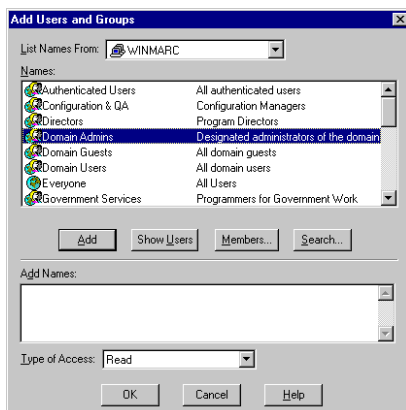 Add Users and Groups
List Names From: WINMARC
Names:
Authenticated Users All authenticated users
Configuration & QA Configuration Managers
Directors Program Directors
Domain Admins Designated administrators of the domain
Domain Guests All domain guests
Domain Users All domain users
Everyone All Users
Government Services Programmers for Government Work
Add Show Users Members... Search...
Add Names:
Type of Access: Read
OK Cancel Help